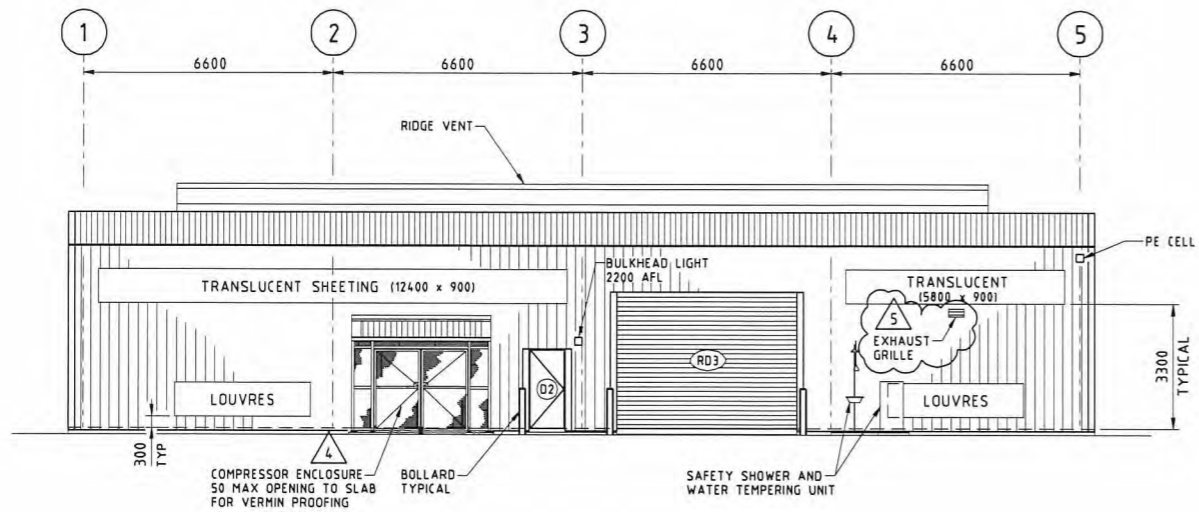 1
2
3
4
5
6600
6600
6600
6600
RIDGE VENT
PE CELL
BULKHEAD LIGHT
2200 AFL
TRANSLUCENT SHEETING (12400 x 900)
TRANSLUCENT
(5800 x 900)
5
EXHAUST
GRILLE
RD3
D2
3300
TYPICAL
LOUVRES
LOUVRES
300
TYP
4
COMPRESSOR ENCLOSURE
50 MAX OPENING TO SLAB
FOR VERMIN PROOFING
BOLLARD
TYPICAL
SAFETY SHOWER AND
WATER TEMPERING UNIT